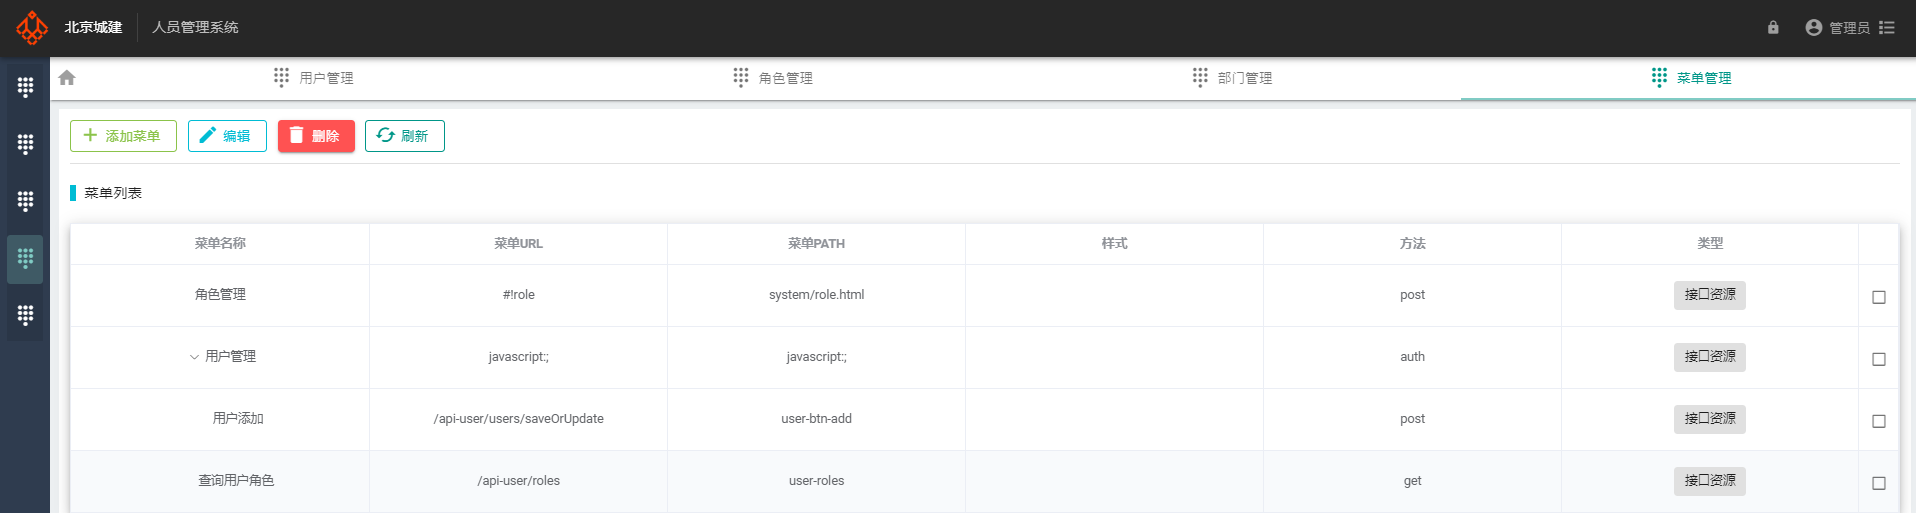 北京城建 人员管理系统 管理员
用户管理 角色管理 部门管理 菜单管理
添加菜单 编辑 删除 刷新
菜单列表
菜单名称 菜单URL 菜单PATH 样式 方法 类型
角色管理 #!role system/role.html post 接口资源
用户管理 javascript:; javascript:; auth 接口资源
用户添加 /api-user/users/saveOrUpdate user-btn-add post 接口资源
查询用户角色 /api-user/roles user-roles get 接口资源